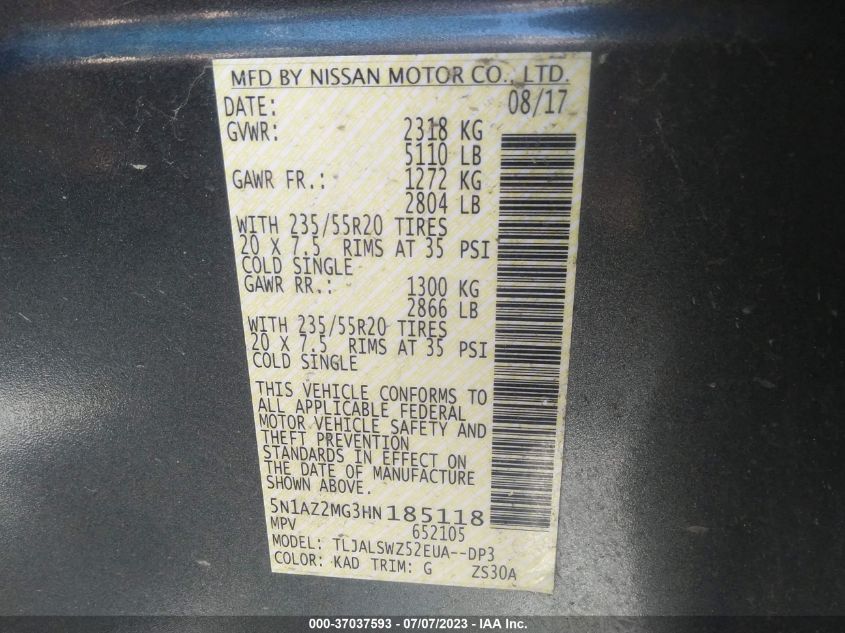 MFD BY NISSAN MOTOR CO., LTD.
DATE: 08/17
GVWR: 2318 KG
5110 LB
GAWR FR.: 1272 KG
2804 LB
WITH 235/55R20 TIRES
20 X 7.5 RIMS AT 35 PSI
COLD SINGLE
GAWR RR.: 1300 KG
2866 LB
WITH 235/55R20 TIRES
20 X 7.5 RIMS AT 35 PSI
COLD SINGLE
THIS VEHICLE CONFORMS TO
ALL APPLICABLE FEDERAL
MOTOR VEHICLE SAFETY AND
THEFT PREVENTION
STANDARDS IN EFFECT ON
THE DATE OF MANUFACTURE
SHOWN ABOVE.
5N1AZ2MG3HN185118
MPV 652105
MODEL: TLJALSWZ52EUA--DP3
COLOR: KAD TRIM: G ZS30A
000-37037593 - 07/07/2023 - IAA Inc.